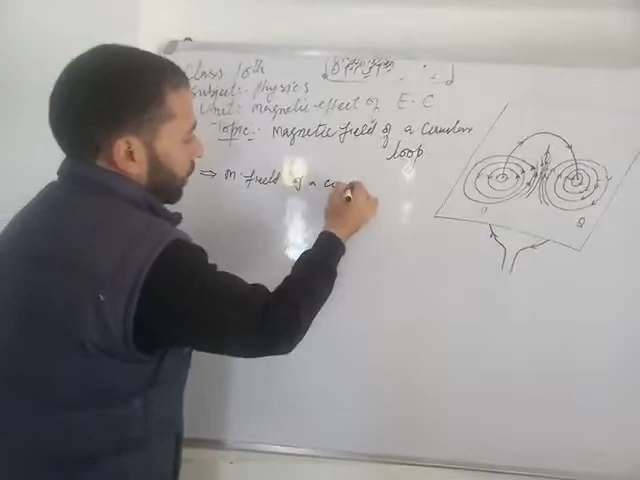 Class 10th
Subject:- physics
Unit: magnetic effect of E.C
Topic:- Magnetic field of a Circular
loop.
⇒ M. field of a c
P
Q